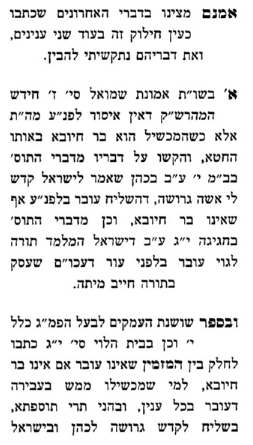 אמנם מצינו בדברי האחרונים שכתבו
כעין חילוק זה בעוד שני ענינים,
ואת דבריהם נתקשיתי להבין.
א' בשו״ת אמונת שמואל סי' ז' חידש
המהרש״ק דאין איסור לפנ״ע מה״ת
אלא כשהמכשיל הוא בר חיובא באותו
החטא, והקשו על דבריו מדברי התוס'
בב״מ י' ע״ב בכהן שאמר לישראל קדש
לי אשה גרושה, דהשליח עובר בלפנ״ע אף
שאינו בר חיובא, וכן מדברי התוס'
בחגיגה י״ג ע״ב דישראל המלמד תורה
לגוי עובר בלפני עור דעכו״ם שעסק
בתורה חייב מיתה.
ובספר שושנת העמקים לבעל הפמ״ג כלל
י' וכן בבית הלוי סי' י״ג כתבו
לחלק בין המזמין שאינו עובר אם אינו בר
חיובא, למי שמכשילו ממש בעבירה
דעובר בכל ענין, ובהני תרי תוספתא,
בשליח לקדש גרושה לכהן ובישראל